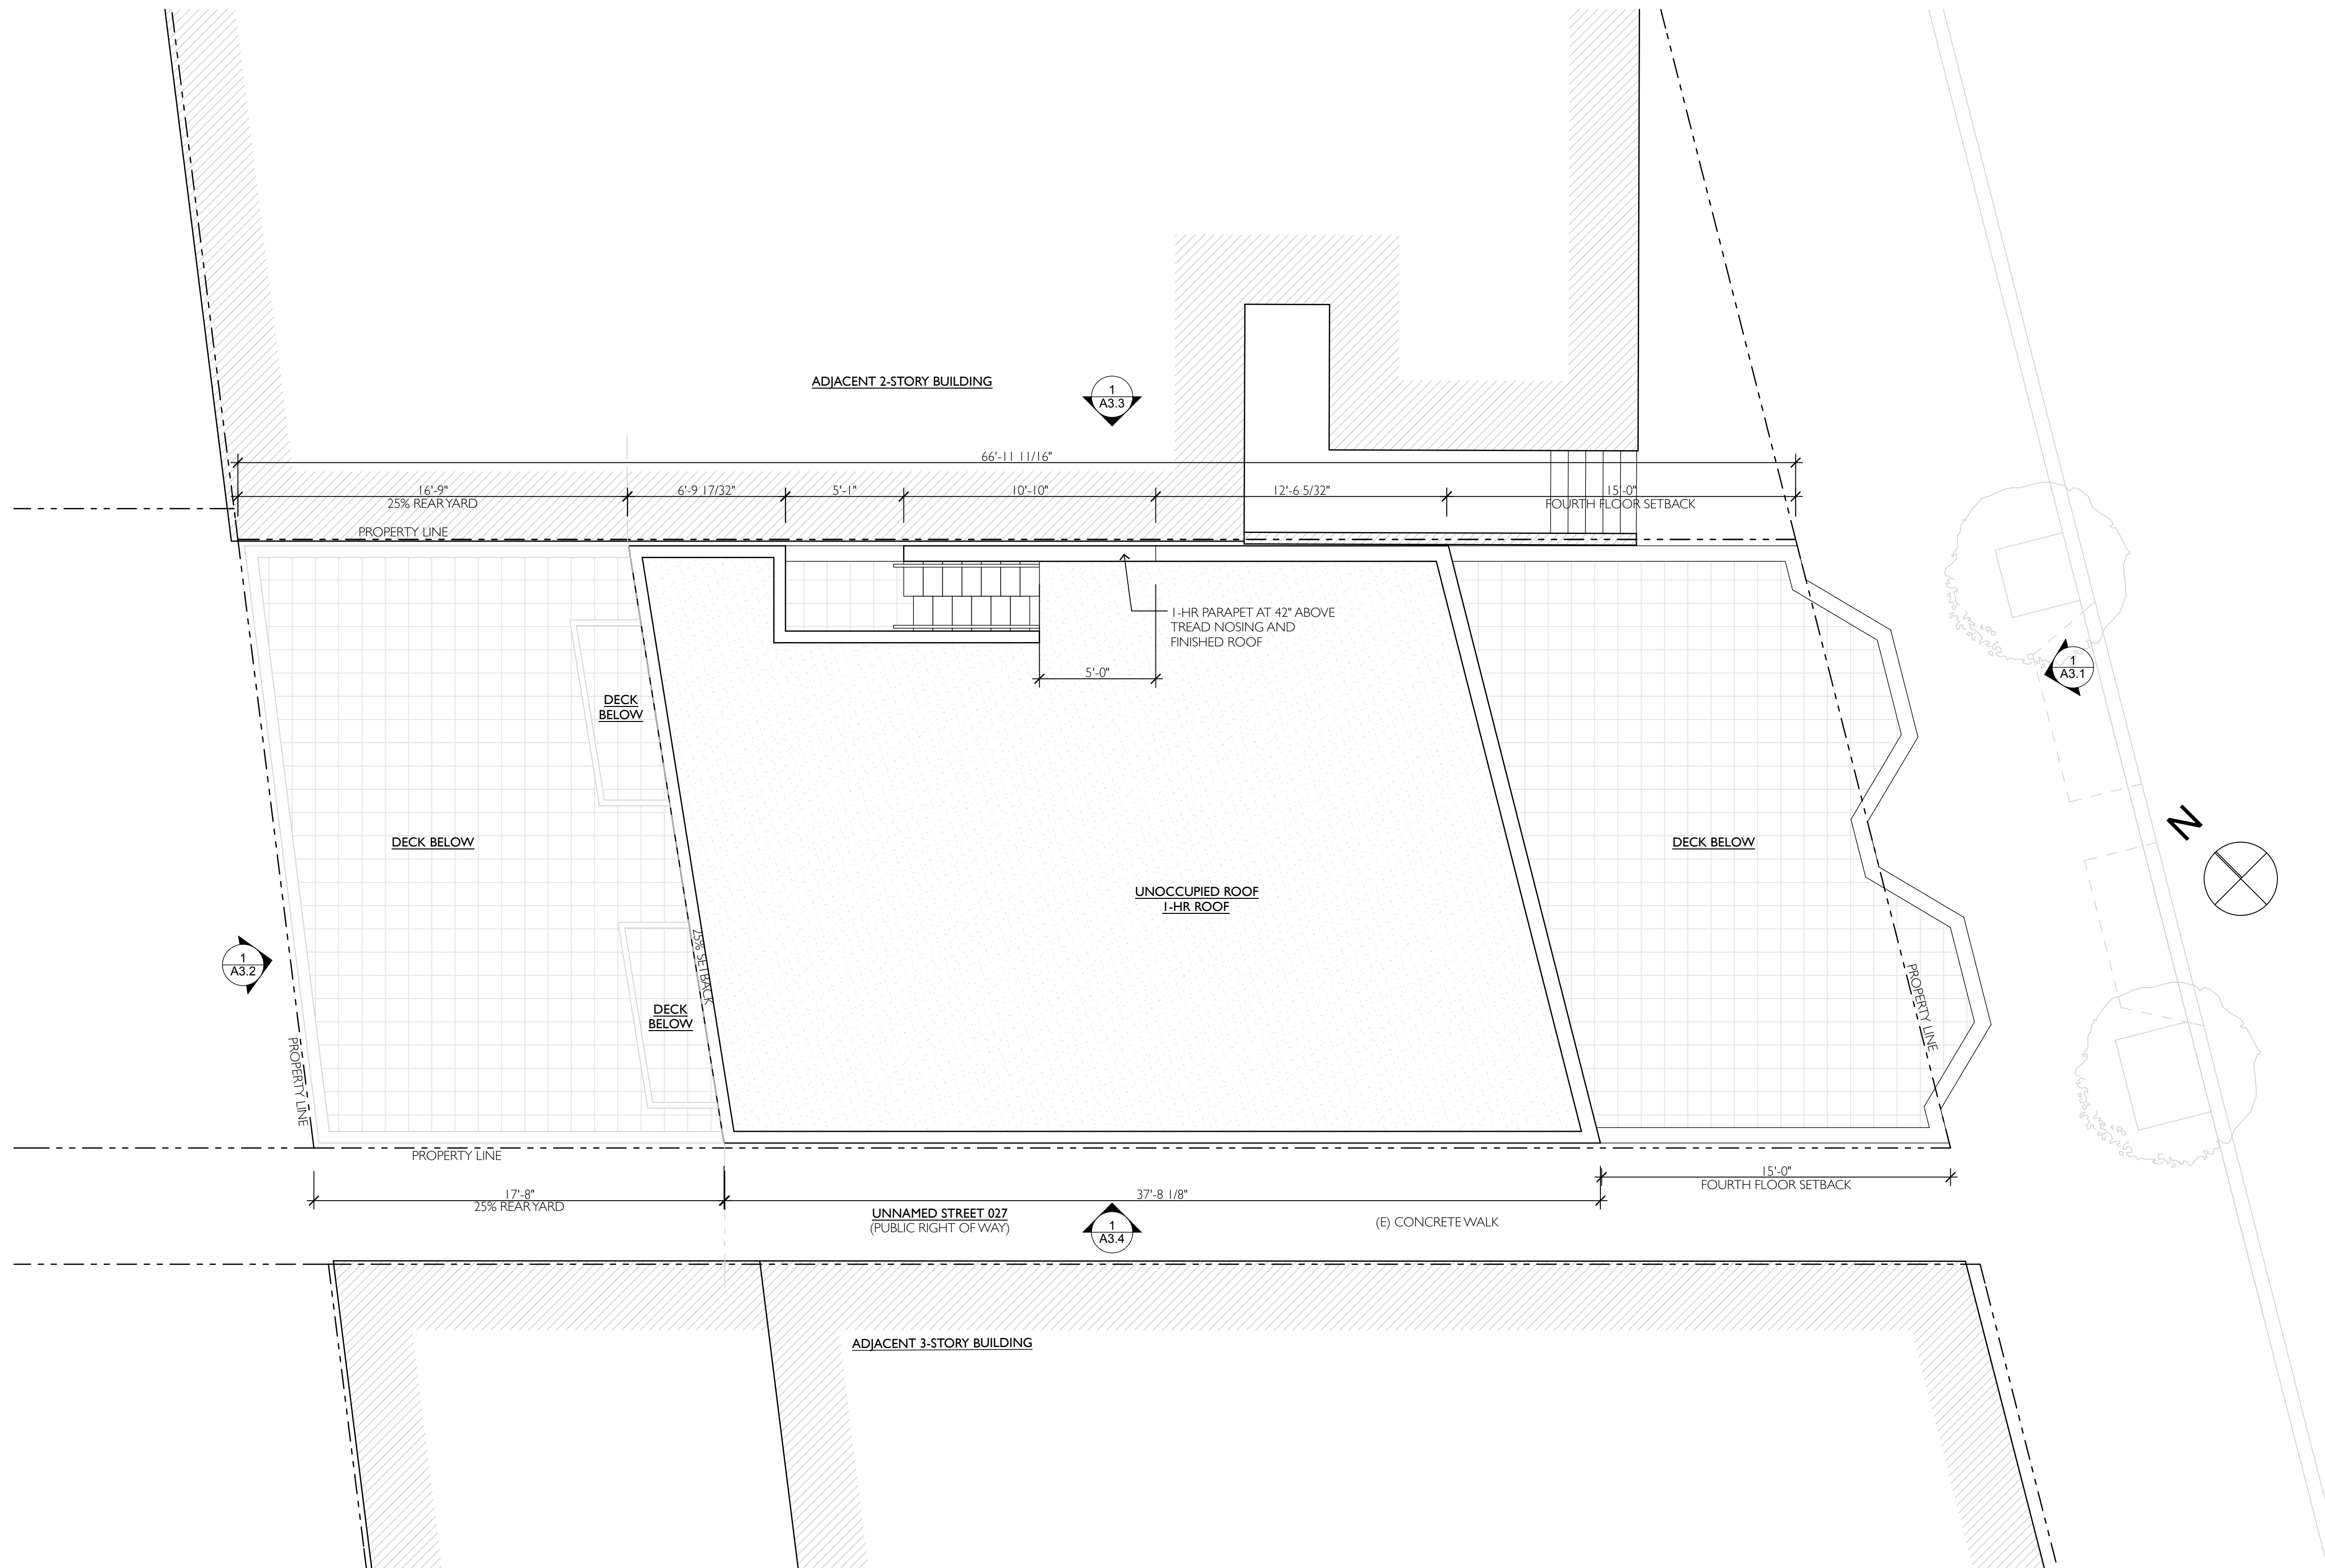 ADJACENT 2-STORY BUILDING
1
A3.3
66'-11 11/16"
16'-9"
25% REAR YARD
6'-9 17/32"
5'-1"
10'-10"
12'-6 5/32"
15'-0"
FOURTH FLOOR SETBACK
PROPERTY LINE
1-HR PARAPET AT 42" ABOVE
TREAD NOSING AND
FINISHED ROOF
5'-0"
1
A3.1
DECK
BELOW
DECK BELOW
DECK BELOW
N
UNOCCUPIED ROOF
1-HR ROOF
25% SETBACK
1
A3.2
DECK
BELOW
PROPERTY LINE
PROPERTY LINE
PROPERTY LINE
17'-8"
25% REAR YARD
37'-8 1/8"
15'-0"
FOURTH FLOOR SETBACK
UNNAMED STREET 027
(PUBLIC RIGHT OF WAY)
1
A3.4
(E) CONCRETE WALK
ADJACENT 3-STORY BUILDING